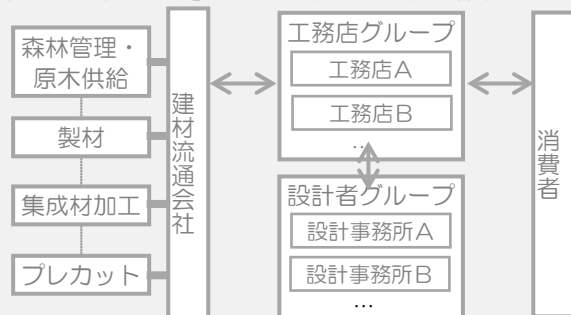 森林管理・
原木供給
製材
集成材加工
プレカット
建材流通会社
工務店グループ
工務店A
工務店B
…
設計者グループ
設計事務所A
設計事務所B
…
消費者